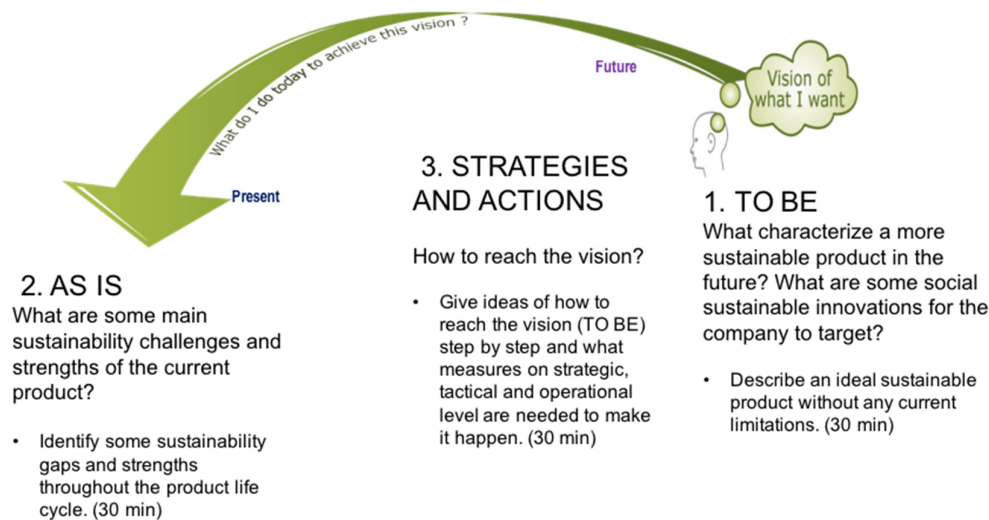 What do I do today to achieve this vision ?
Future
Vision of
what I want
Present
2. AS IS
What are some main
sustainability challenges and
strengths of the current
product?
• Identify some sustainability
gaps and strengths
throughout the product life
cycle. (30 min)
3. STRATEGIES
AND ACTIONS
How to reach the vision?
• Give ideas of how to
reach the vision (TO BE)
step by step and what
measures on strategic,
tactical and operational
level are needed to make
it happen. (30 min)
1. TO BE
What characterize a more
sustainable product in the
future? What are some social
sustainable innovations for the
company to target?
• Describe an ideal sustainable
product without any current
limitations. (30 min)